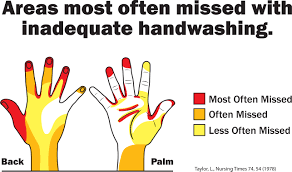 Areas most often missed with
inadequate handwashing.
Most Often Missed
Often Missed
Less Often Missed
Back
Palm
Taylor, L., Nursing Times 74, 54 (1978)